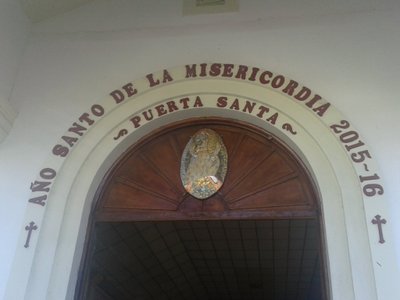 AÑO SANTO DE LA MISERICORDIA 2015-16
PUERTA SANTA